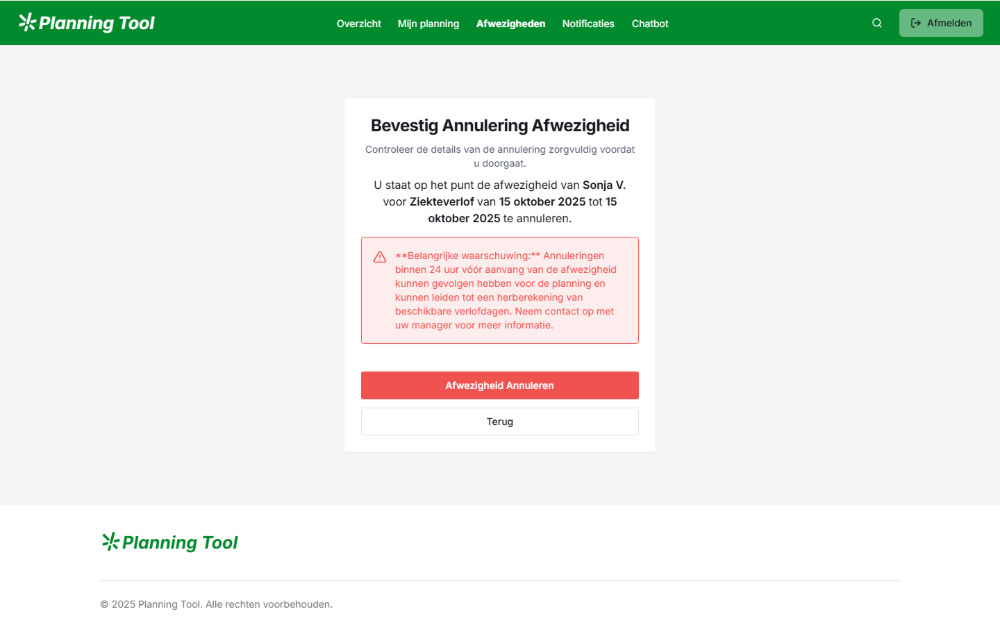 Planning Tool
Overzicht Mijn planning Afwezigheden Notificaties Chatbot
Afmelden
Bevestig Annulering Afwezigheid
Controleer de details van de annulering zorgvuldig voordat
u doorgaat.
U staat op het punt de afwezigheid van Sonja V.
voor Ziekteverlof van 15 oktober 2025 tot 15
oktober 2025 te annuleren.
**Belangrijke waarschuwing:** Annuleringen
binnen 24 uur vóór aanvang van de afwezigheid
kunnen gevolgen hebben voor de planning en
kunnen leiden tot een herberekening van
beschikbare verlofdagen. Neem contact op met
uw manager voor meer informatie.
Afwezigheid Annuleren
Terug
Planning Tool
© 2025 Planning Tool. Alle rechten voorbehouden.